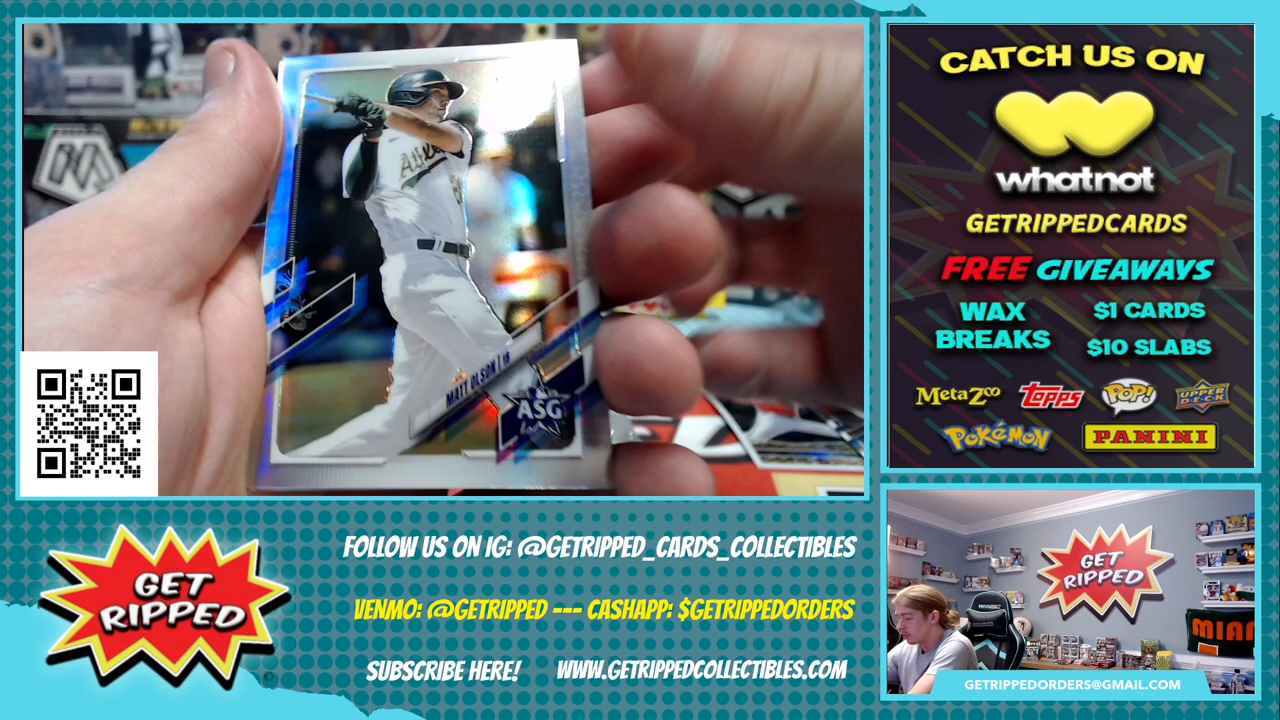 A's
MATT OLSON | 1B
ASG
CATCH US ON
whatnot
GETRIPPEDCARDS
FREE GIVEAWAYS
WAX
BREAKS
$1 CARDS
$10 SLABS
MetaZoo
Topps
POP!
UPPER
DECK
POKéMON
PANINI
GET
RIPPED
FOLLOW US ON IG: @GETRIPPED_CARDS_COLLECTIBLES
VENMO: @GETRIPPED --- CASHAPP: $GETRIPPEDORDERS
SUBSCRIBE HERE!
WWW.GETRIPPEDCOLLECTIBLES.COM
GET
RIPPED
MIA
GETRIPPEDORDERS@GMAIL.COM